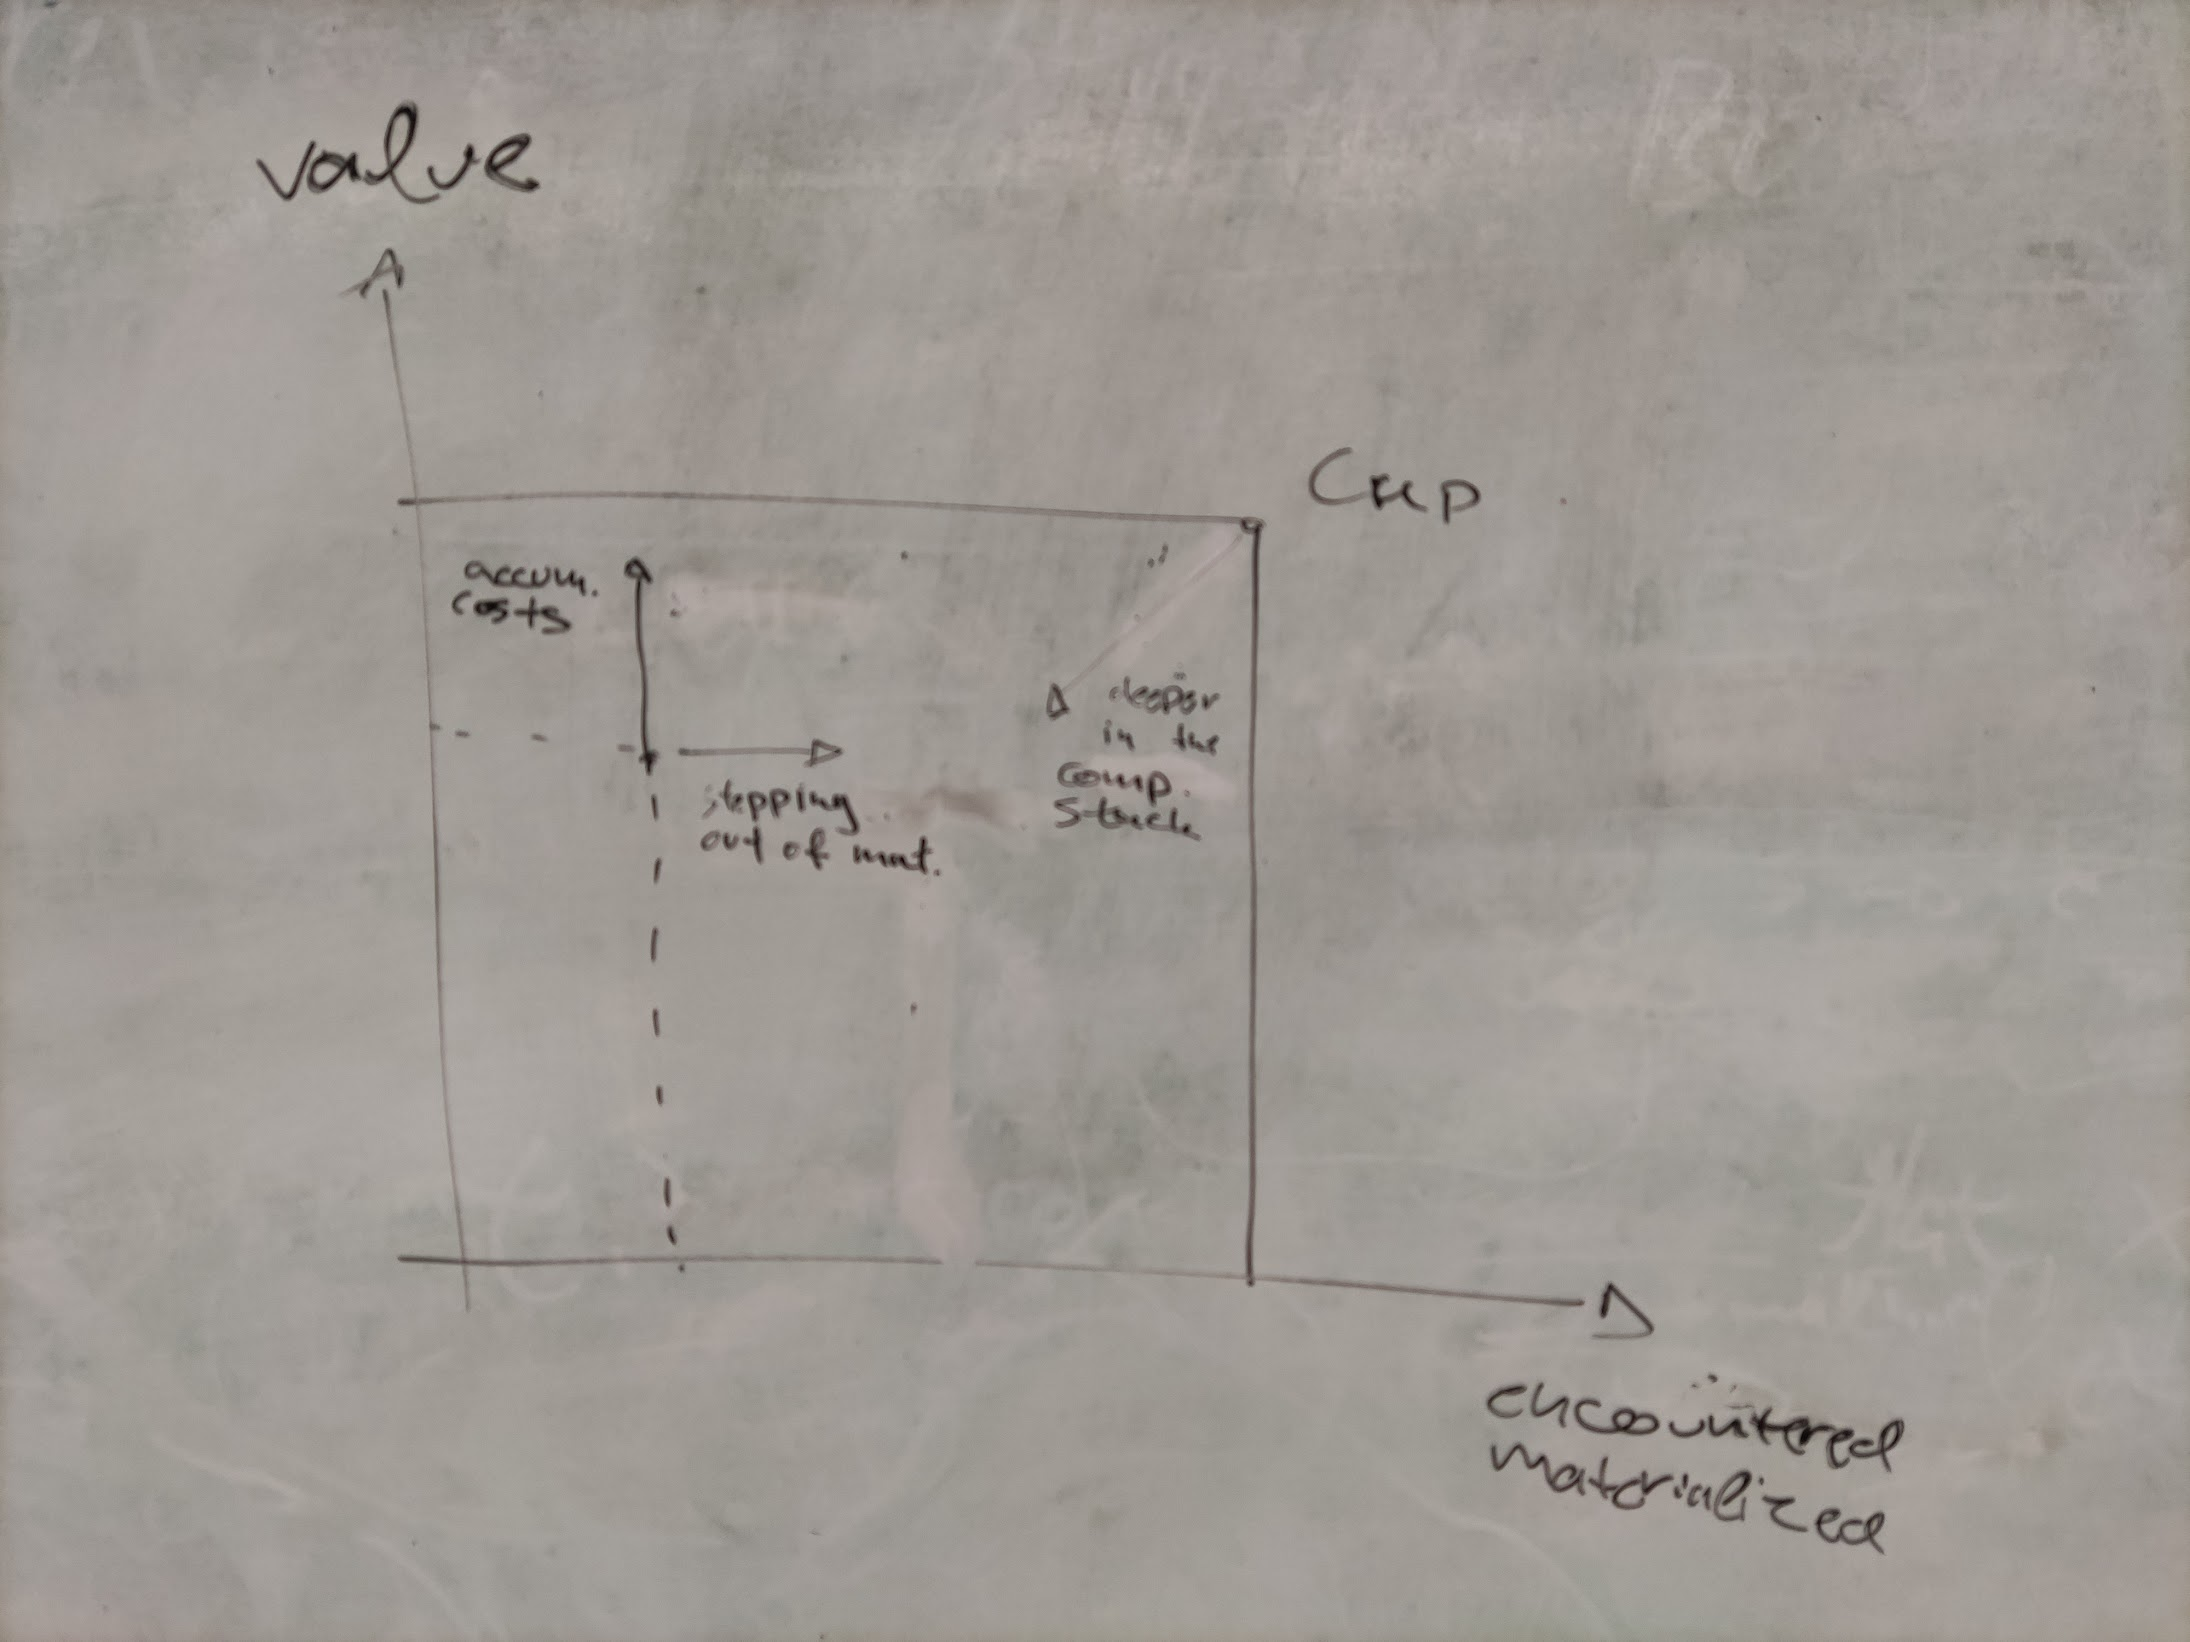 value
Cup
accum.
costs
deeper
in the
comp.
stack
stepping
out of mat.
encountered
materialized